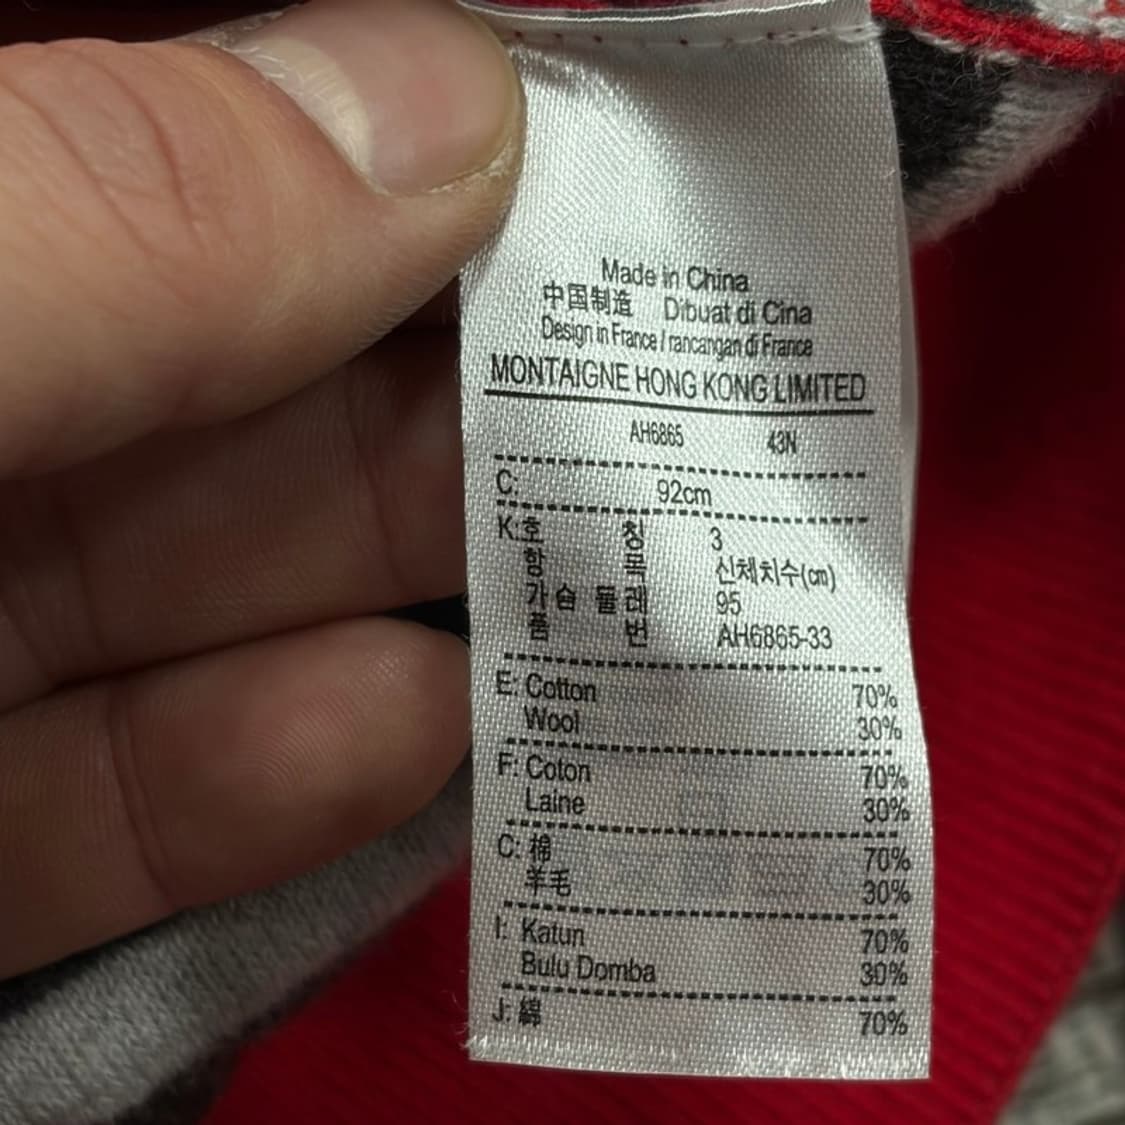 Made in China
中国制造 Dibuat di Cina
Design in France / rancangan di France
MONTAIGNE HONG KONG LIMITED
AH6865 43N
C: 92cm
K:호 칭 3
항 목 신체치수(cm)
가슴 둘레 95
품 번 AH6865-33
E: Cotton 70%
Wool 30%
F: Coton 70%
Laine 30%
C: 棉 70%
羊毛 30%
I: Katun 70%
Bulu Domba 30%
J: 綿 70%